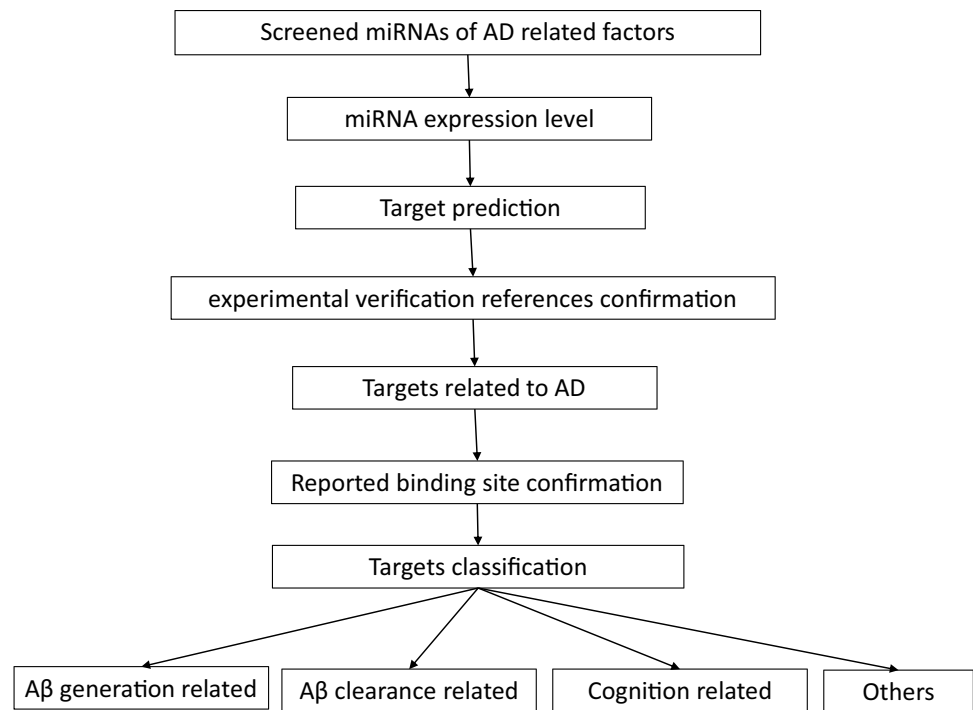 Screened miRNAs of AD related factors
miRNA expression level
Target prediction
experimental verification references confirmation
Targets related to AD
Reported binding site confirmation
Targets classification
Aβ generation related
Aβ clearance related
Cognition related
Others